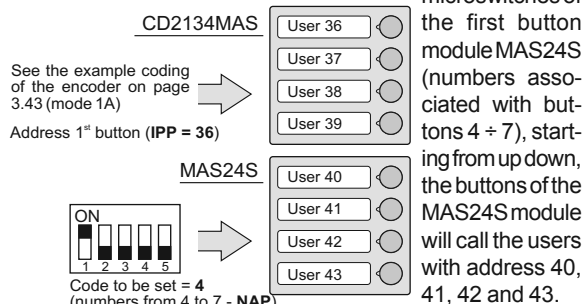 CD2134MAS
User 36
User 37
User 38
User 39
See the example coding
of the encoder on page
3.43 (mode 1A)
Address 1st button (IPP = 36)
MAS24S
User 40
User 41
User 42
User 43
ON
1 2 3 4 5
Code to be set = 4
(numbers from 4 to 7 - NAP)
microswitches of
the first button
module MAS24S
(numbers asso-
ciated with but-
tons 4 ÷ 7), start-
ing from up down,
the buttons of the
MAS24S module
will call the users
with address 40,
41, 42 and 43.